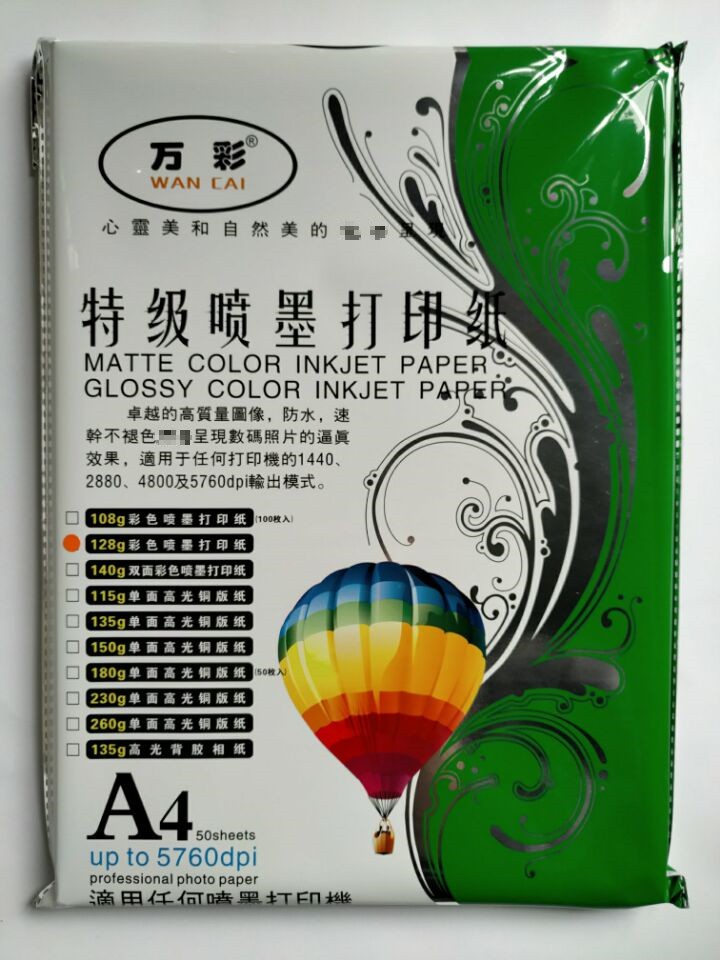 万彩®
WAN CAI
心靈美和自然美的
特级喷墨打印纸
MATTE COLOR INKJET PAPER
GLOSSY COLOR INKJET PAPER
卓越的高質量圖像，防水，速
幹不褪色 呈現數碼照片的逼眞
效果，適用于任何打印機的1440、
2880、4800及5760dpi輸出模式。
108g彩色喷墨打印纸(100枚入)
128g彩色喷墨打印纸
140g双面彩色喷墨打印纸
115g单面高光铜版纸
135g单面高光铜版纸
150g单面高光铜版纸
180g单面高光铜版纸(50枚入)
230g单面高光铜版纸
260g单面高光铜版纸
135g高光背胶相纸
A4 50sheets
up to 5760dpi
professional photo paper
適用任何噴墨打印機